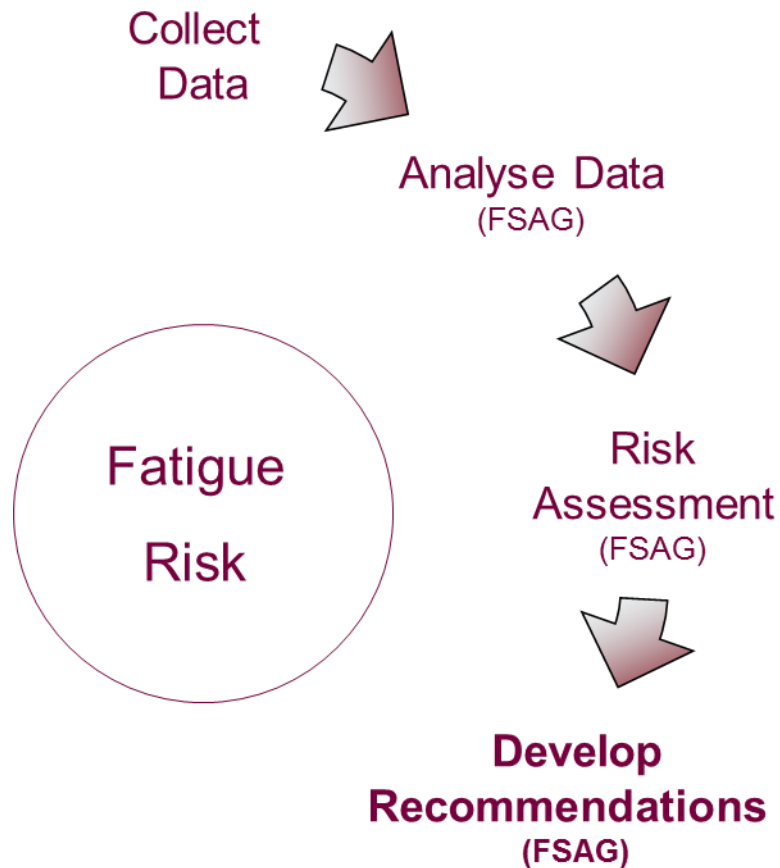 Collect
Data
Analyse Data
(FSAG)
Fatigue
Risk
Risk
Assessment
(FSAG)
Develop
Recommendations
(FSAG)